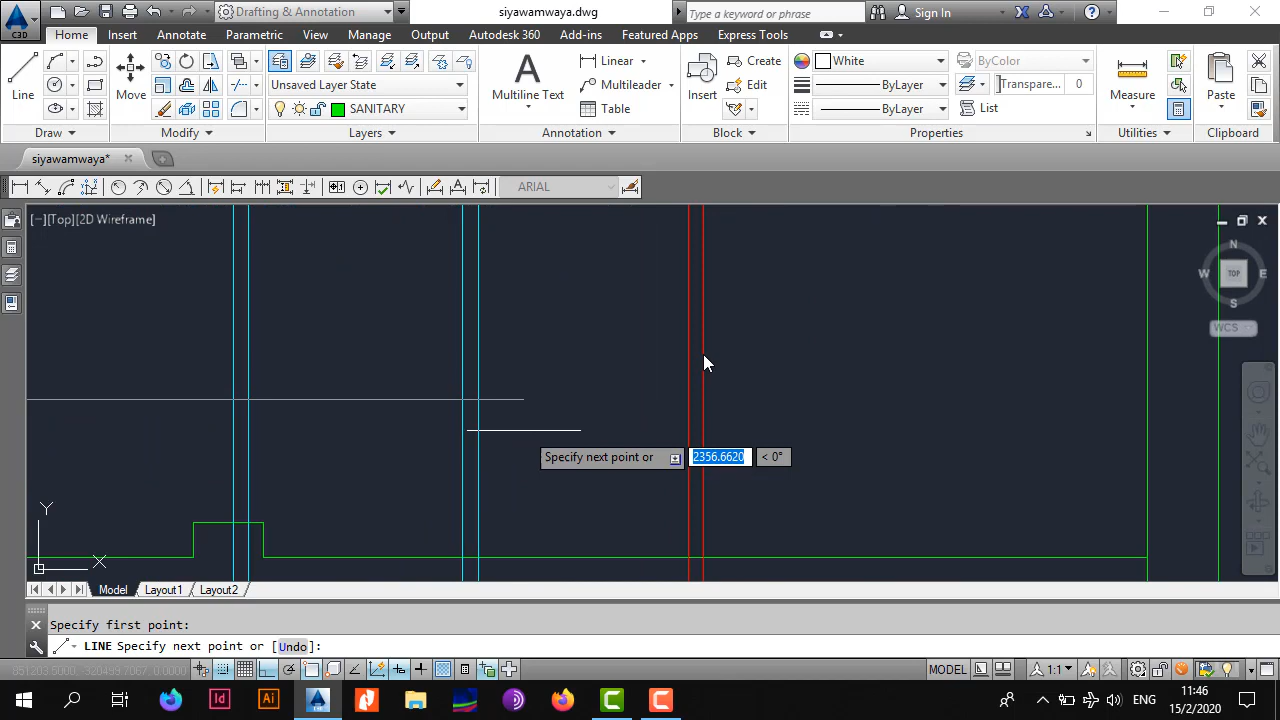 Drafting & Annotation
siyawamwaya.dwg
Type a keyword or phrase
Sign In
C3D
Home
Insert
Annotate
Parametric
View
Manage
Output
Autodesk 360
Add-ins
Featured Apps
Express Tools
Line
Move
Unsaved Layer State
SANITARY
A
Multiline Text
Linear
Multileader
Table
Insert
Create
Edit
White
ByLayer
ByLayer
ByColor
Transpare... 0
List
Measure
Paste
Draw
Modify
Layers
Annotation
Block
Properties
Utilities
Clipboard
siyawamwaya*
ARIAL
[−][Top][2D Wireframe]
N
W TOP E
S
WCS
Specify next point or 2356.6620 < 0°
Y
X
Model Layout1 Layout2
Specify first point:
LINE Specify next point or [Undo]:
MODEL
1:1
ENG
11:46
15/2/2020